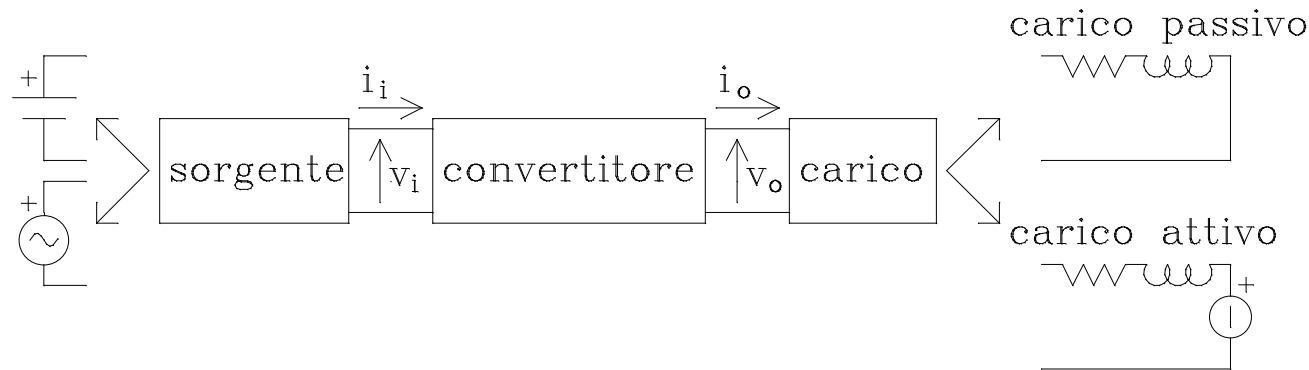 carico passivo
+
i_i
i_o
sorgente
v_i
convertitore
v_o
carico
+
carico attivo
+